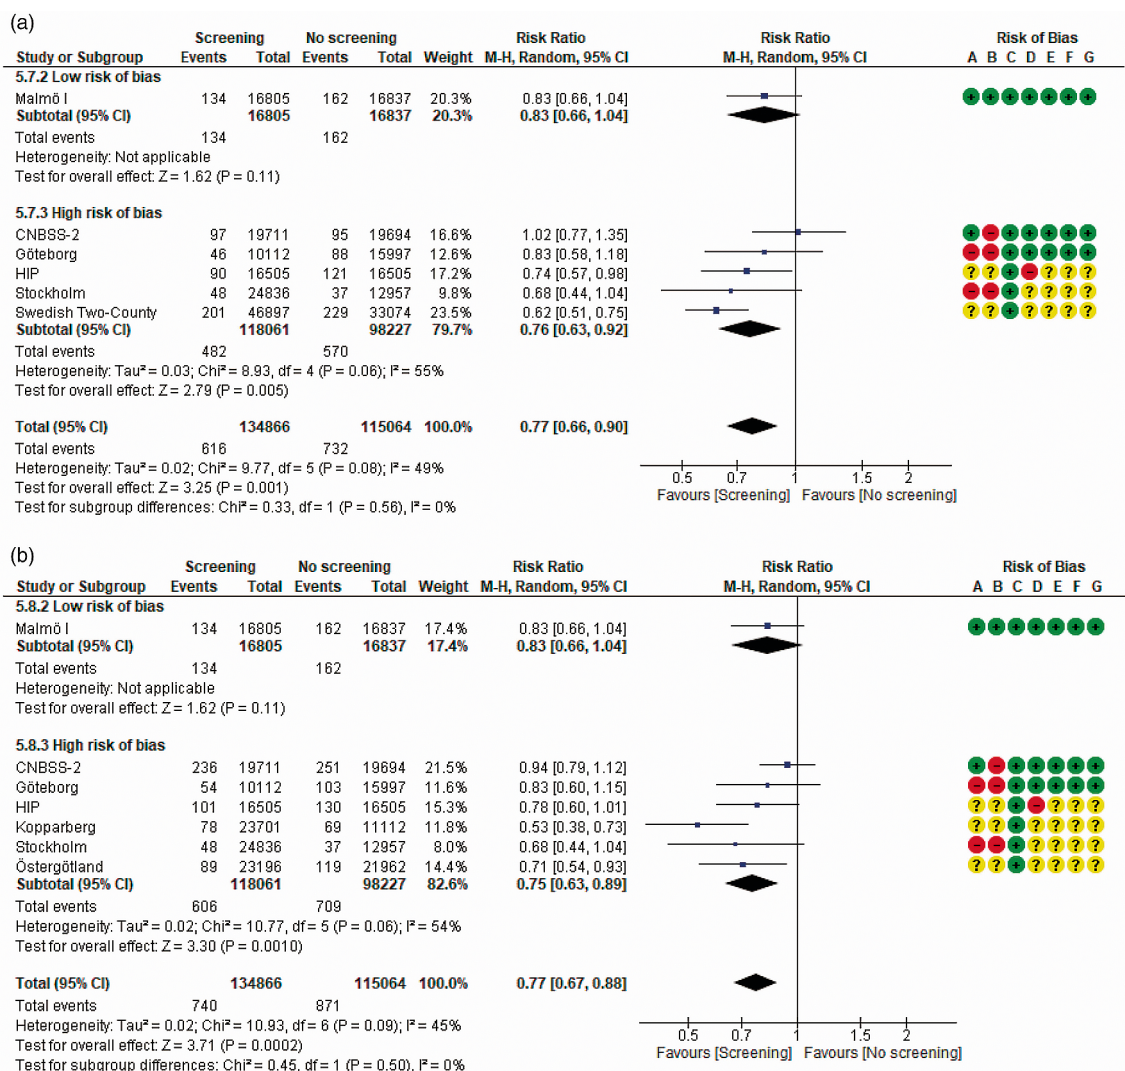 (a)
Screening No screening Risk Ratio Risk Ratio Risk of Bias
Study or Subgroup Events Total Events Total Weight M-H, Random, 95% CI M-H, Random, 95% CI A B C D E F G
5.7.2 Low risk of bias
Malmö I 134 16805 162 16837 20.3% 0.83 [0.66, 1.04] + + + + + + +
Subtotal (95% CI) 16805 16837 20.3% 0.83 [0.66, 1.04]
Total events 134 162
Heterogeneity: Not applicable
Test for overall effect: Z = 1.62 (P = 0.11)
5.7.3 High risk of bias
CNBSS-2 97 19711 95 19694 16.6% 1.02 [0.77, 1.35] + - + + + + +
Göteborg 46 10112 88 15997 12.6% 0.83 [0.58, 1.18] - - + + + + +
HIP 90 16505 121 16505 17.2% 0.74 [0.57, 0.98] ? ? + - ? ? ?
Stockholm 48 24836 37 12957 9.8% 0.68 [0.44, 1.04] - - + ? ? ? ?
Swedish Two-County 201 46897 229 33074 23.5% 0.62 [0.51, 0.75] ? ? + ? ? ? ?
Subtotal (95% CI) 118061 98227 79.7% 0.76 [0.63, 0.92]
Total events 482 570
Heterogeneity: Tau² = 0.03; Chi² = 8.93, df = 4 (P = 0.06); I² = 55%
Test for overall effect: Z = 2.79 (P = 0.005)
Total (95% CI) 134866 115064 100.0% 0.77 [0.66, 0.90]
Total events 616 732
Heterogeneity: Tau² = 0.02; Chi² = 9.77, df = 5 (P = 0.08); I² = 49%
Test for overall effect: Z = 3.25 (P = 0.001)
Test for subgroup differences: Chi² = 0.33, df = 1 (P = 0.56), I² = 0%
0.5 0.7 1 1.5 2
Favours [Screening] Favours [No screening]
(b)
Screening No screening Risk Ratio Risk Ratio Risk of Bias
Study or Subgroup Events Total Events Total Weight M-H, Random, 95% CI M-H, Random, 95% CI A B C D E F G
5.8.2 Low risk of bias
Malmö I 134 16805 162 16837 17.4% 0.83 [0.66, 1.04] + + + + + + +
Subtotal (95% CI) 16805 16837 17.4% 0.83 [0.66, 1.04]
Total events 134 162
Heterogeneity: Not applicable
Test for overall effect: Z = 1.62 (P = 0.11)
5.8.3 High risk of bias
CNBSS-2 236 19711 251 19694 21.5% 0.94 [0.79, 1.12] + - + + + + +
Göteborg 54 10112 103 15997 11.6% 0.83 [0.60, 1.15] - - + + + + +
HIP 101 16505 130 16505 15.3% 0.78 [0.60, 1.01] ? ? + - ? ? ?
Kopparberg 78 23701 69 11112 11.8% 0.53 [0.38, 0.73] ? ? + ? ? ? ?
Stockholm 48 24836 37 12957 8.0% 0.68 [0.44, 1.04] - - + ? ? ? ?
Östergötland 89 23196 119 21962 14.4% 0.71 [0.54, 0.93] ? ? + ? ? ? ?
Subtotal (95% CI) 118061 98227 82.6% 0.75 [0.63, 0.89]
Total events 606 709
Heterogeneity: Tau² = 0.02; Chi² = 10.77, df = 5 (P = 0.06); I² = 54%
Test for overall effect: Z = 3.30 (P = 0.0010)
Total (95% CI) 134866 115064 100.0% 0.77 [0.67, 0.88]
Total events 740 871
Heterogeneity: Tau² = 0.02; Chi² = 10.93, df = 6 (P = 0.09); I² = 45%
Test for overall effect: Z = 3.71 (P = 0.0002)
Test for subgroup differences: Chi² = 0.45, df = 1 (P = 0.50), I² = 0%
0.5 0.7 1 1.5 2
Favours [Screening] Favours [No screening]